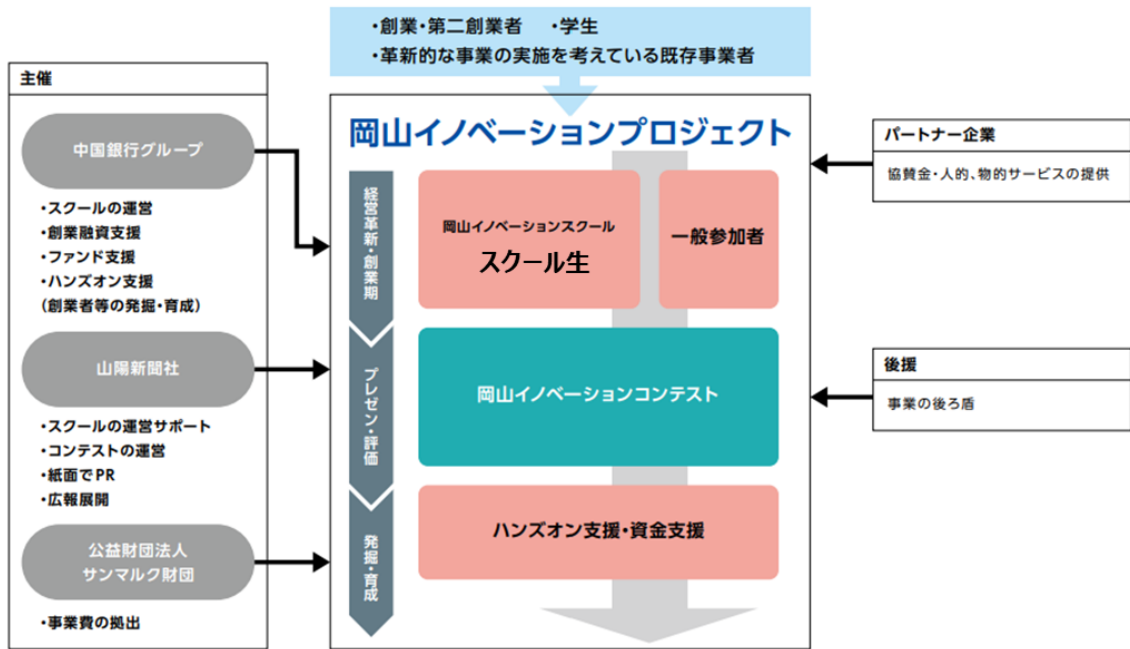 ・創業・第二創業者　・学生
・革新的な事業の実施を考えている既存事業者
主催
中国銀行グループ
・スクールの運営
・創業融資支援
・ファンド支援
・ハンズオン支援
(創業者等の発掘・育成)
山陽新聞社
・スクールの運営サポート
・コンテストの運営
・紙面でPR
・広報展開
公益財団法人
サンマルク財団
・事業費の拠出
岡山イノベーションプロジェクト
経営革新・創業期
岡山イノベーションスクール
スクール生
一般参加者
プレゼン・評価
岡山イノベーションコンテスト
発掘・育成
ハンズオン支援・資金支援
パートナー企業
協賛金・人的、物的サービスの提供
後援
事業の後ろ盾